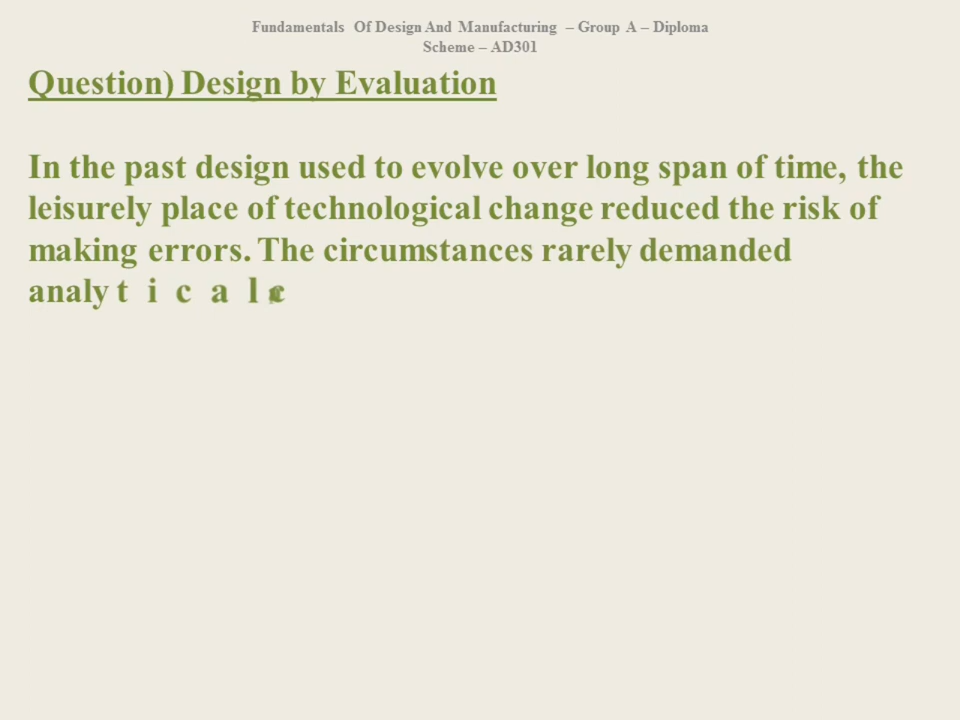 Fundamentals Of Design And Manufacturing – Group A – Diploma
Scheme – AD301
Question) Design by Evaluation
In the past design used to evolve over long span of time, the
leisurely place of technological change reduced the risk of
making errors. The circumstances rarely demanded
analytical